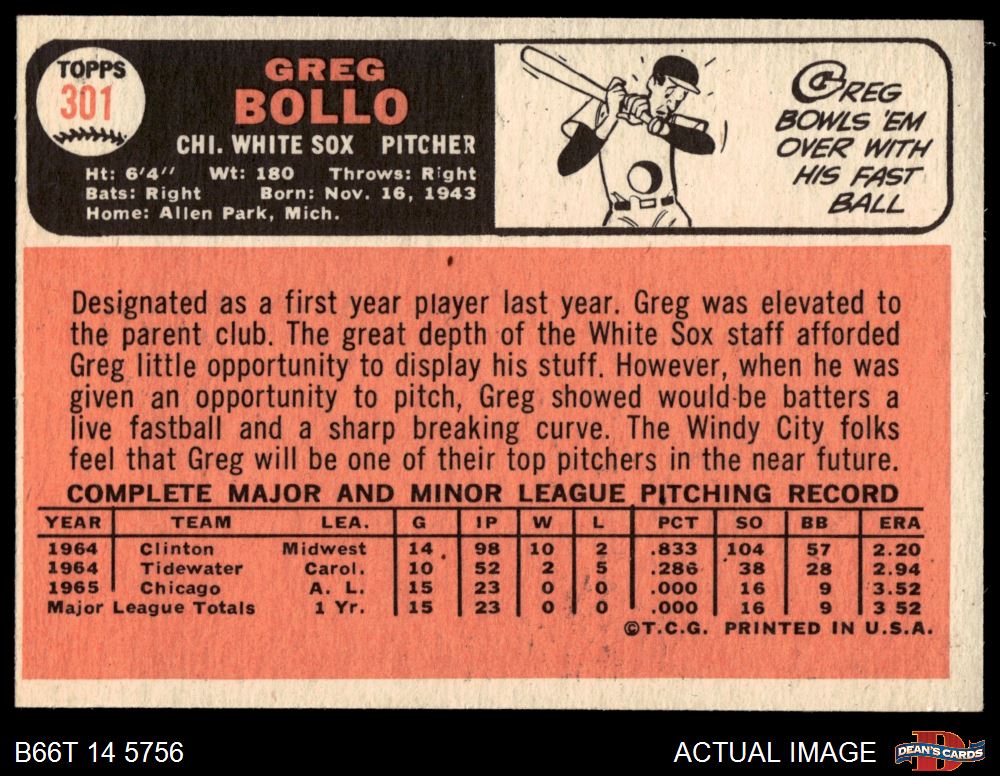 TOPPS
301
GREG
BOLLO
CHI. WHITE SOX PITCHER
Ht: 6'4" Wt: 180 Throws: Right
Bats: Right Born: Nov. 16, 1943
Home: Allen Park, Mich.
GREG
BOWLS 'EM
OVER WITH
HIS FAST
BALL
Designated as a first year player last year. Greg was elevated to
the parent club. The great depth of the White Sox staff afforded
Greg little opportunity to display his stuff. However, when he was
given an opportunity to pitch, Greg showed would-be batters a
live fastball and a sharp breaking curve. The Windy City folks
feel that Greg will be one of their top pitchers in the near future.
COMPLETE MAJOR AND MINOR LEAGUE PITCHING RECORD
YEAR TEAM LEA. G IP W L PCT SO BB ERA
1964 Clinton Midwest 14 98 10 2 .833 104 57 2.20
1964 Tidewater Carol. 10 52 2 5 .286 38 28 2.94
1965 Chicago A. L. 15 23 0 0 .000 16 9 3.52
Major League Totals 1 Yr. 15 23 0 0 .000 16 9 3 52
©T.C.G. PRINTED IN U.S.A.
B66T 14 5756
ACTUAL IMAGE
DEAN'S CARDS